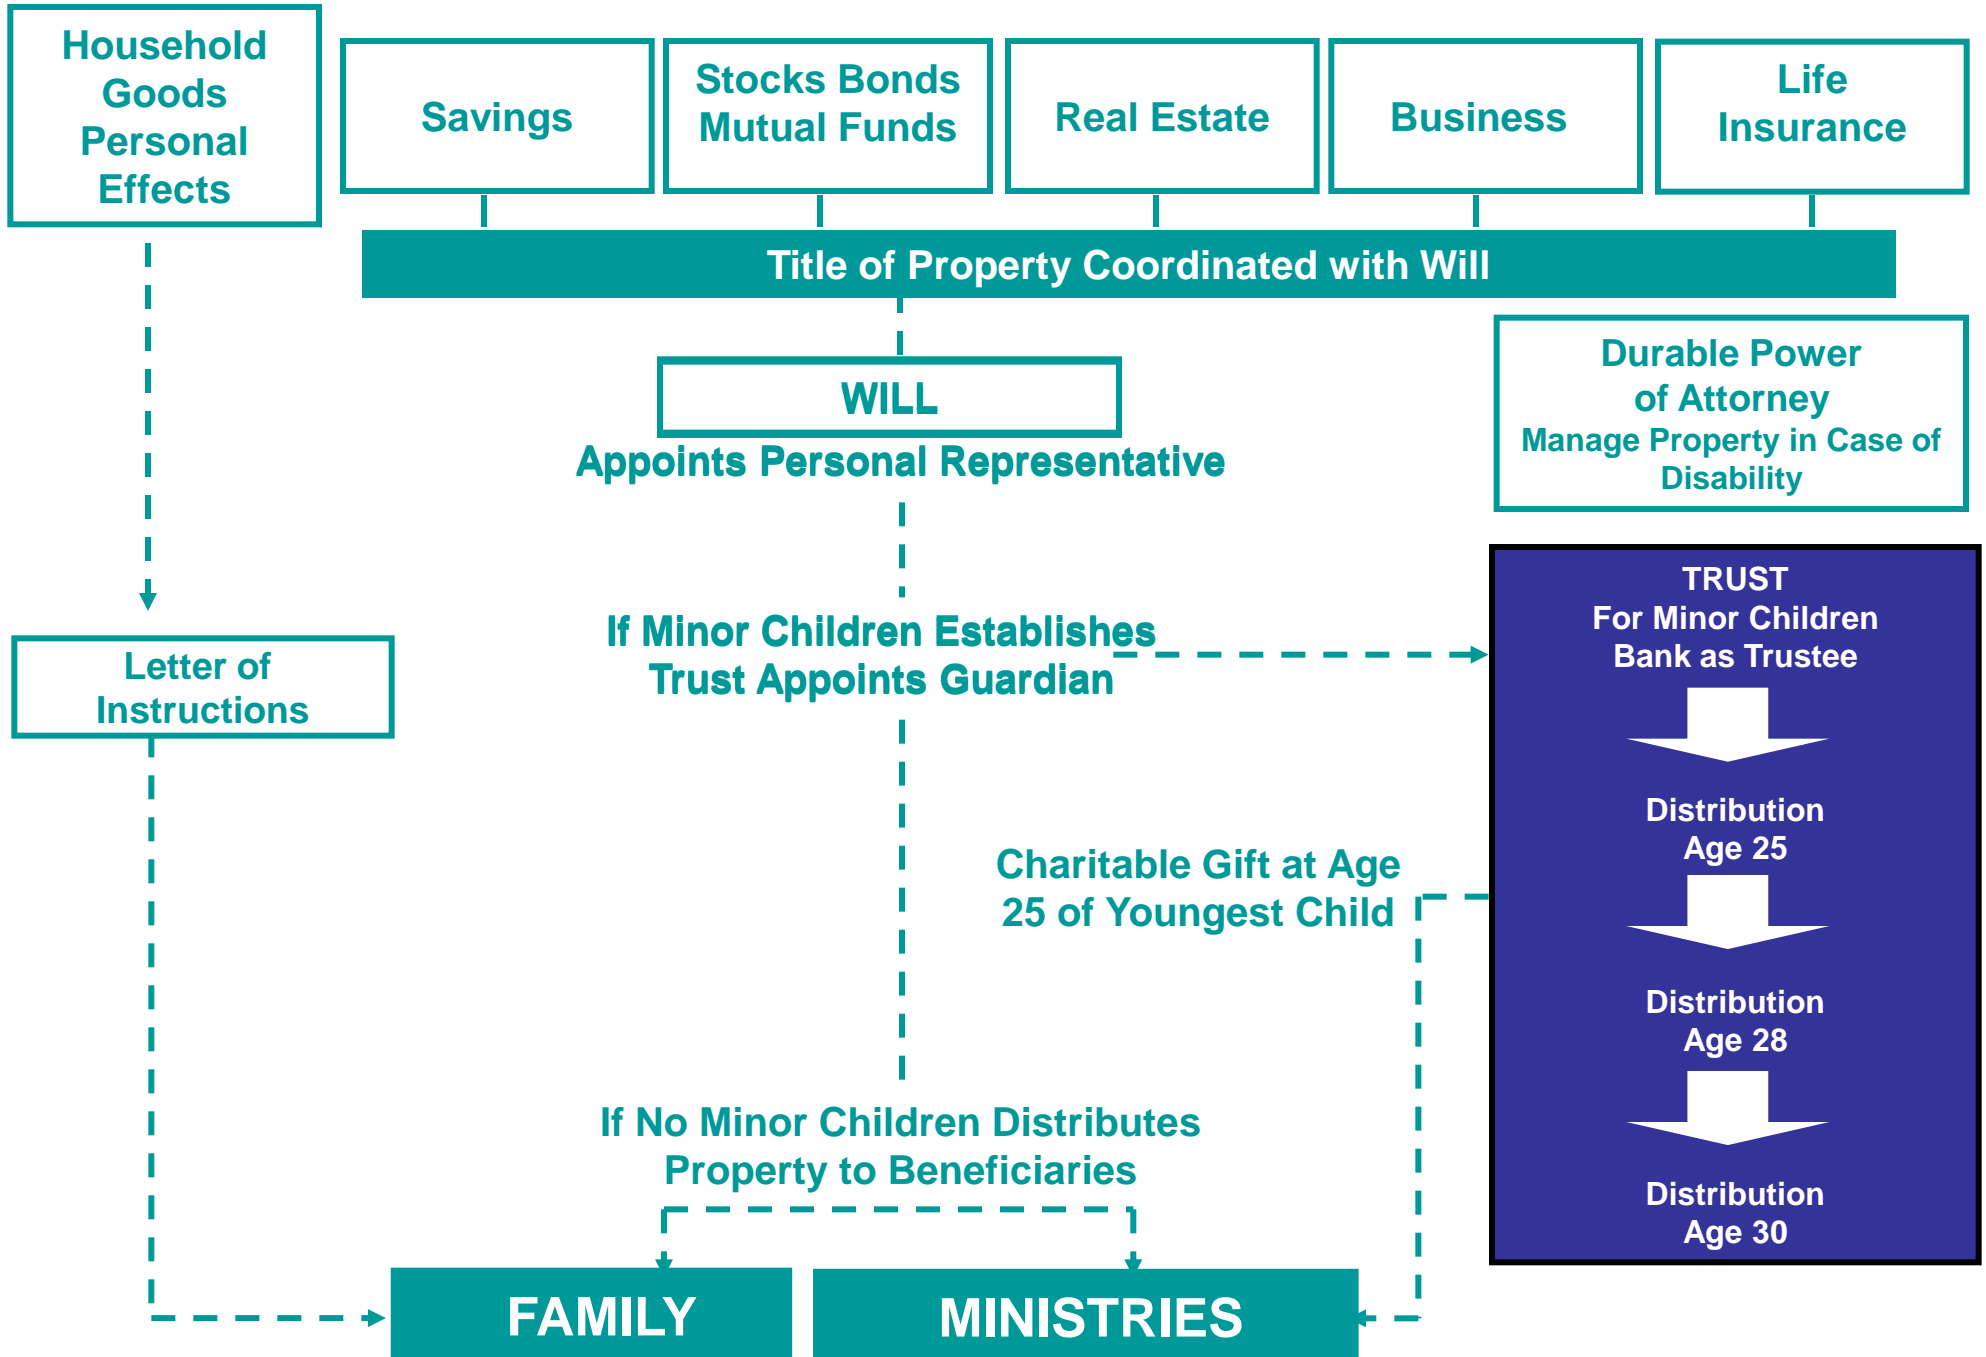 Household
Goods
Personal
Effects
Savings
Stocks Bonds
Mutual Funds
Real Estate
Business
Life
Insurance
Title of Property Coordinated with Will
WILL
Appoints Personal Representative
Durable Power
of Attorney
Manage Property in Case of
Disability
If Minor Children Establishes
Trust Appoints Guardian
Letter of
Instructions
TRUST
For Minor Children
Bank as Trustee
Distribution
Age 25
Charitable Gift at Age
25 of Youngest Child
Distribution
Age 28
If No Minor Children Distributes
Property to Beneficiaries
Distribution
Age 30
FAMILY
MINISTRIES